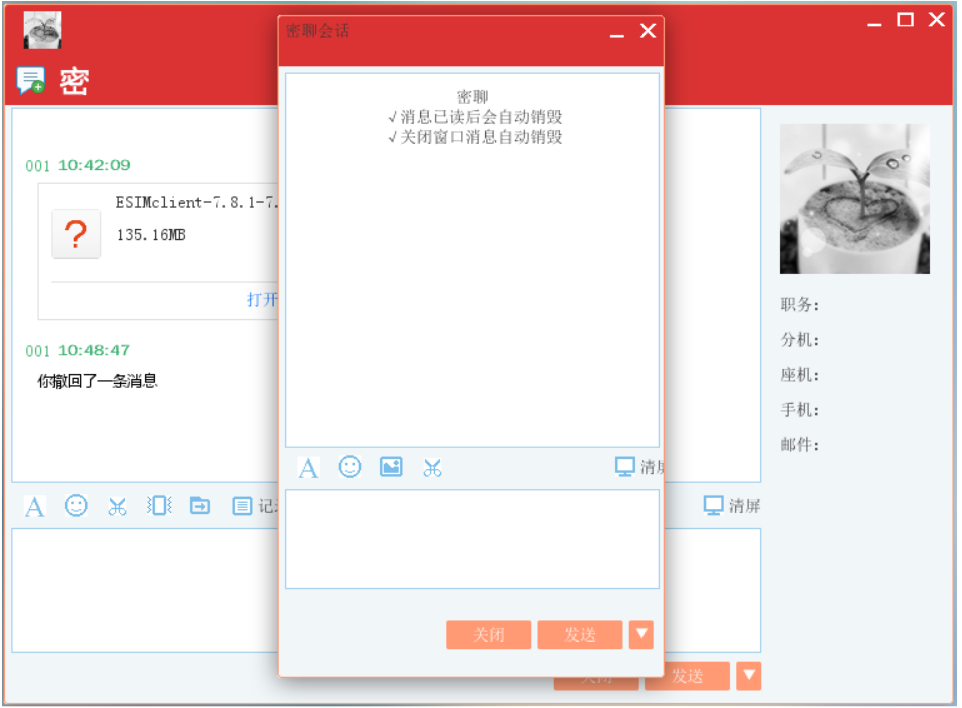 密聊会话
密
密聊
√消息已读后会自动销毁
√关闭窗口消息自动销毁
001 10:42:09
ESIMclient-7.8.1-7.
135.16MB
打开
001 10:48:47
你撤回了一条消息
职务：
分机：
座机：
手机：
邮件：
清屏
记
清屏
关闭 发送
关闭 发送